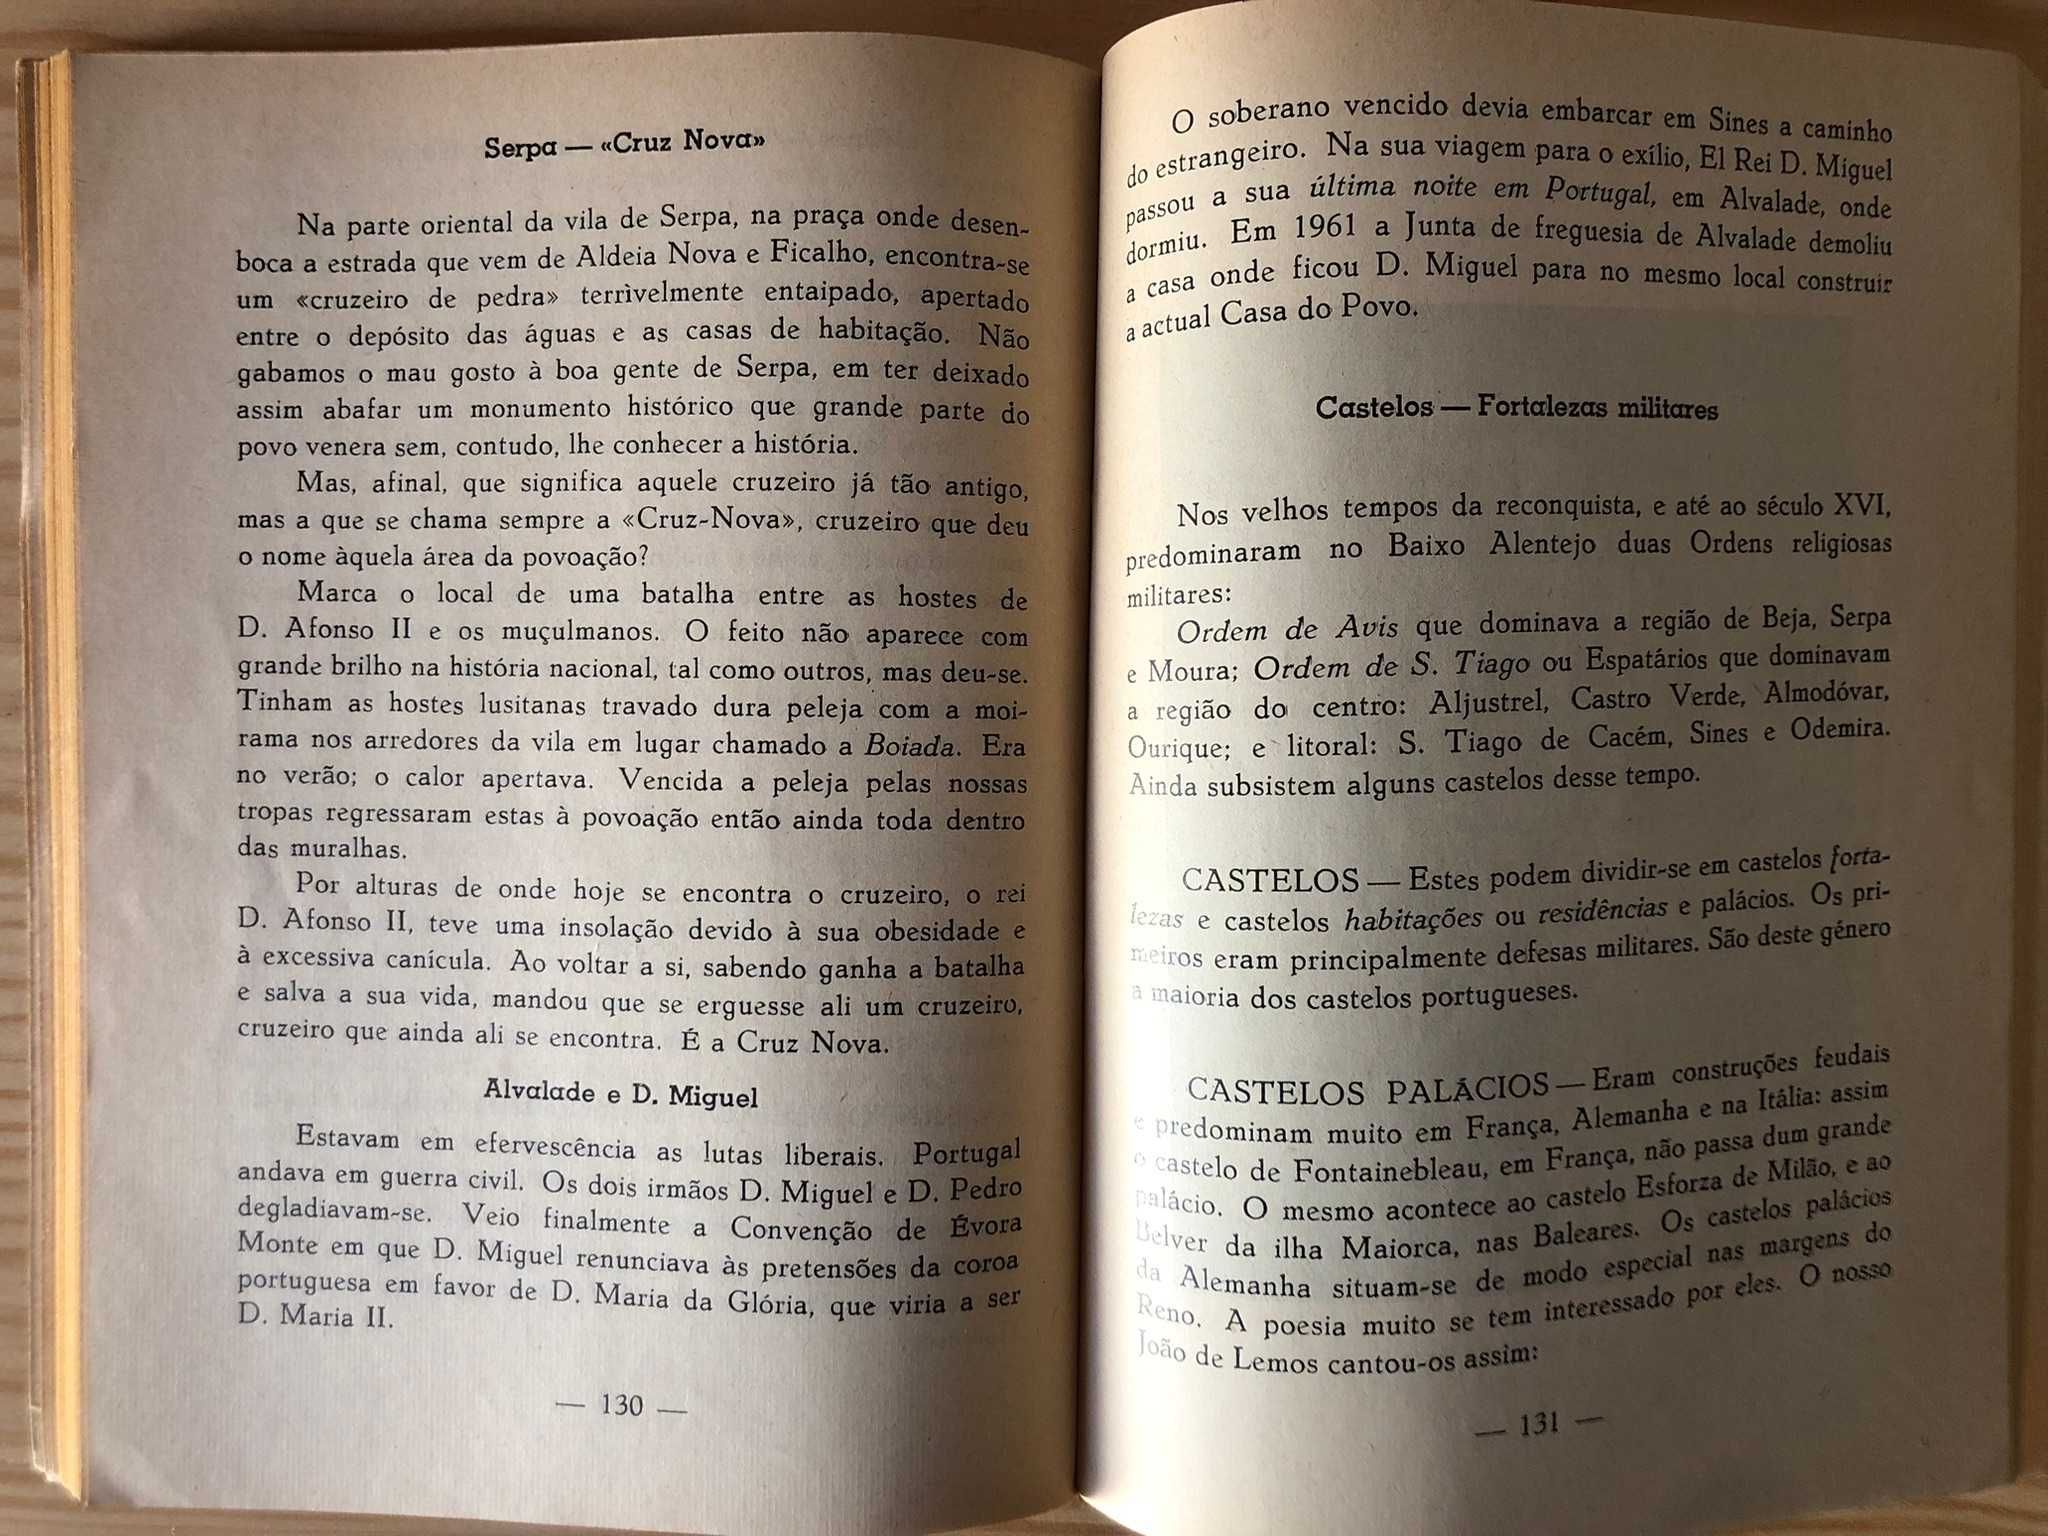 Serpa — «Cruz Nova»
Na parte oriental da vila de Serpa, na praça onde desen-
boca a estrada que vem de Aldeia Nova e Ficalho, encontra-se
um «cruzeiro de pedra» terrìvelmente entaipado, apertado
entre o depósito das águas e as casas de habitação. Não
gabamos o mau gosto à boa gente de Serpa, em ter deixado
assim abafar um monumento histórico que grande parte do
povo venera sem, contudo, lhe conhecer a história.
Mas, afinal, que significa aquele cruzeiro já tão antigo,
mas a que se chama sempre a «Cruz-Nova», cruzeiro que deu
o nome àquela área da povoação?
Marca o local de uma batalha entre as hostes de
D. Afonso II e os muçulmanos. O feito não aparece com
grande brilho na história nacional, tal como outros, mas deu-se.
Tinham as hostes lusitanas travado dura peleja com a moi-
rama nos arredores da vila em lugar chamado a Boiada. Era
no verão; o calor apertava. Vencida a peleja pelas nossas
tropas regressaram estas à povoação então ainda toda dentro
das muralhas.
Por alturas de onde hoje se encontra o cruzeiro, o rei
D. Afonso II, teve uma insolação devido à sua obesidade e
à excessiva canícula. Ao voltar a si, sabendo ganha a batalha
e salva a sua vida, mandou que se erguesse ali um cruzeiro,
cruzeiro que ainda ali se encontra. É a Cruz Nova.
Alvalade e D. Miguel
Estavam em efervescência as lutas liberais. Portugal
andava em guerra civil. Os dois irmãos D. Miguel e D. Pedro
degladiavam-se. Veio finalmente a Convenção de Évora
Monte em que D. Miguel renunciava às pretensões da coroa
portuguesa em favor de D. Maria da Glória, que viria a ser
D. Maria II.
— 130 —
O soberano vencido devia embarcar em Sines a caminho
do estrangeiro. Na sua viagem para o exílio, El Rei D. Miguel
passou a sua última noite em Portugal, em Alvalade, onde
dormiu. Em 1961 a Junta de freguesia de Alvalade demoliu
a casa onde ficou D. Miguel para no mesmo local construir
a actual Casa do Povo.
Castelos — Fortalezas militares
Nos velhos tempos da reconquista, e até ao século XVI,
predominaram no Baixo Alentejo duas Ordens religiosas
militares:
Ordem de Avis que dominava a região de Beja, Serpa
e Moura; Ordem de S. Tiago ou Espatários que dominavam
a região do centro: Aljustrel, Castro Verde, Almodóvar,
Ourique; e litoral: S. Tiago de Cacém, Sines e Odemira.
Ainda subsistem alguns castelos desse tempo.
CASTELOS — Estes podem dividir-se em castelos forta-
lezas e castelos habitações ou residências e palácios. Os pri-
meiros eram principalmente defesas militares. São deste género
a maioria dos castelos portugueses.
CASTELOS PALÁCIOS — Eram construções feudais
e predominam muito em França, Alemanha e na Itália: assim
o castelo de Fontainebleau, em França, não passa dum grande
palácio. O mesmo acontece ao castelo Esforza de Milão, e ao
Belver da ilha Maiorca, nas Baleares. Os castelos palácios
da Alemanha situam-se de modo especial nas margens do
Reno. A poesia muito se tem interessado por eles. O nosso
João de Lemos cantou-os assim:
— 131 —